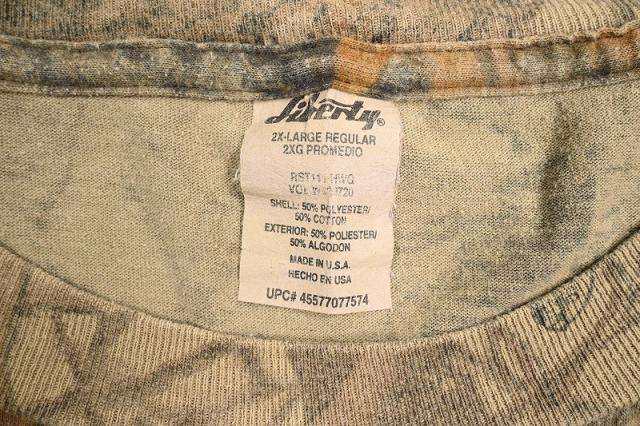 Liberty®
2X-LARGE REGULAR
2XG PROMEDIO
SHELL: 50% POLYESTER/
50% COTTON
EXTERIOR: 50% POLIESTER/
50% ALGODON
MADE IN U.S.A.
HECHO EN USA
UPC# 45577077574